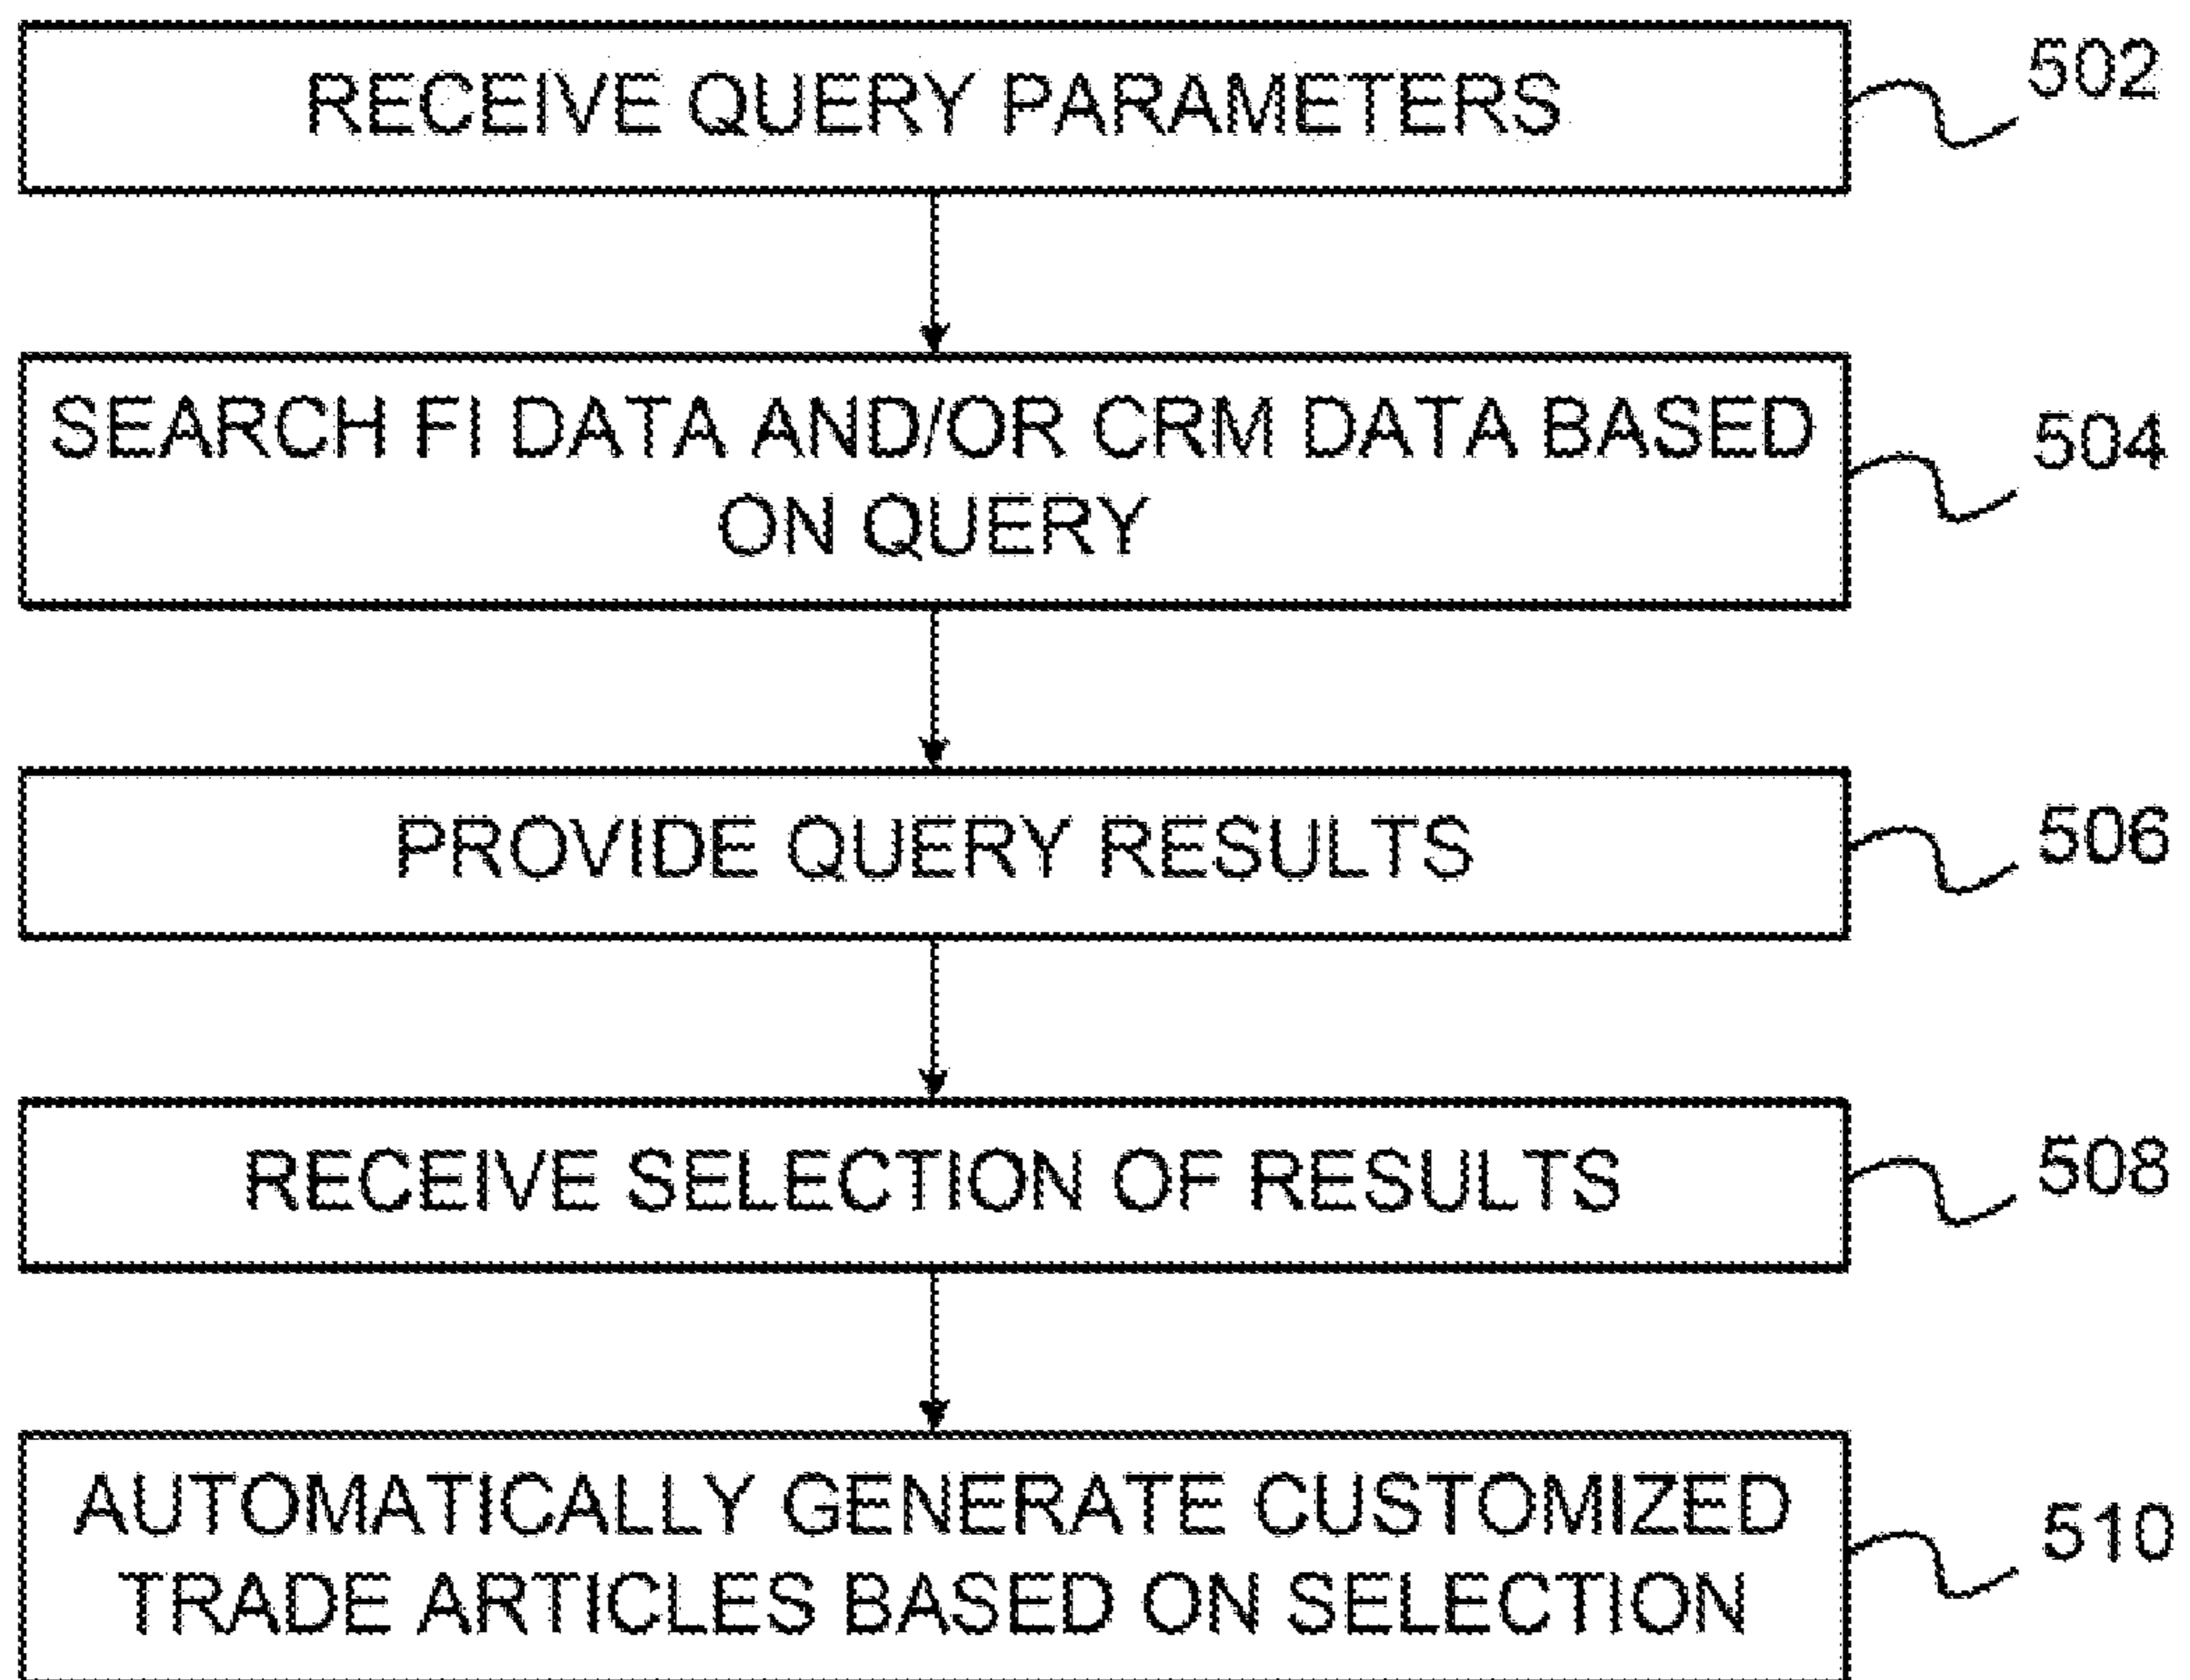 RECEIVE QUERY PARAMETERS
502
SEARCH FI DATA AND/OR CRM DATA BASED
ON QUERY
504
PROVIDE QUERY RESULTS
506
RECEIVE SELECTION OF RESULTS
508
AUTOMATICALLY GENERATE CUSTOMIZED
TRADE ARTICLES BASED ON SELECTION
510